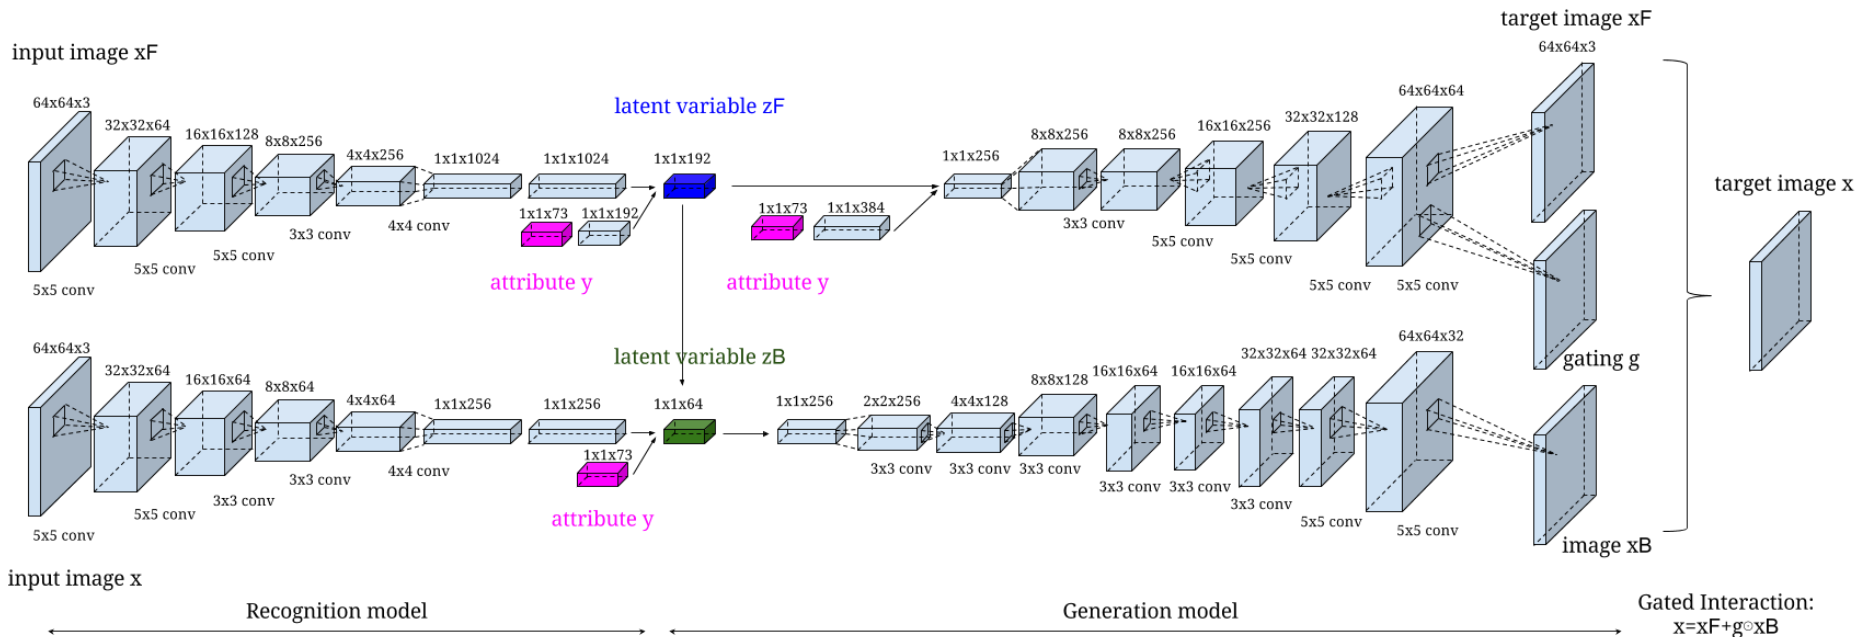 target image xF
input image xF
64x64x3
64x64x3
32x32x64
16x16x128
8x8x256
4x4x256
1x1x1024
1x1x1024
latent variable zF
1x1x192
1x1x256
8x8x256
8x8x256
16x16x256
32x32x128
64x64x64
1x1x73
1x1x192
1x1x73
1x1x384
target image x
5x5 conv
5x5 conv
5x5 conv
3x3 conv
4x4 conv
attribute y
attribute y
3x3 conv
5x5 conv
5x5 conv
5x5 conv
5x5 conv
64x64x3
32x32x64
16x16x64
8x8x64
4x4x64
1x1x256
1x1x256
latent variable zB
1x1x64
1x1x256
2x2x256
4x4x128
8x8x128
16x16x64
16x16x64
32x32x64
32x32x64
64x64x32
gating g
1x1x73
5x5 conv
5x5 conv
3x3 conv
3x3 conv
4x4 conv
attribute y
3x3 conv
3x3 conv
3x3 conv
3x3 conv
3x3 conv
3x3 conv
5x5 conv
5x5 conv
image xB
input image x
Recognition model
Generation model
Gated Interaction:
x=xF+g⊙xB